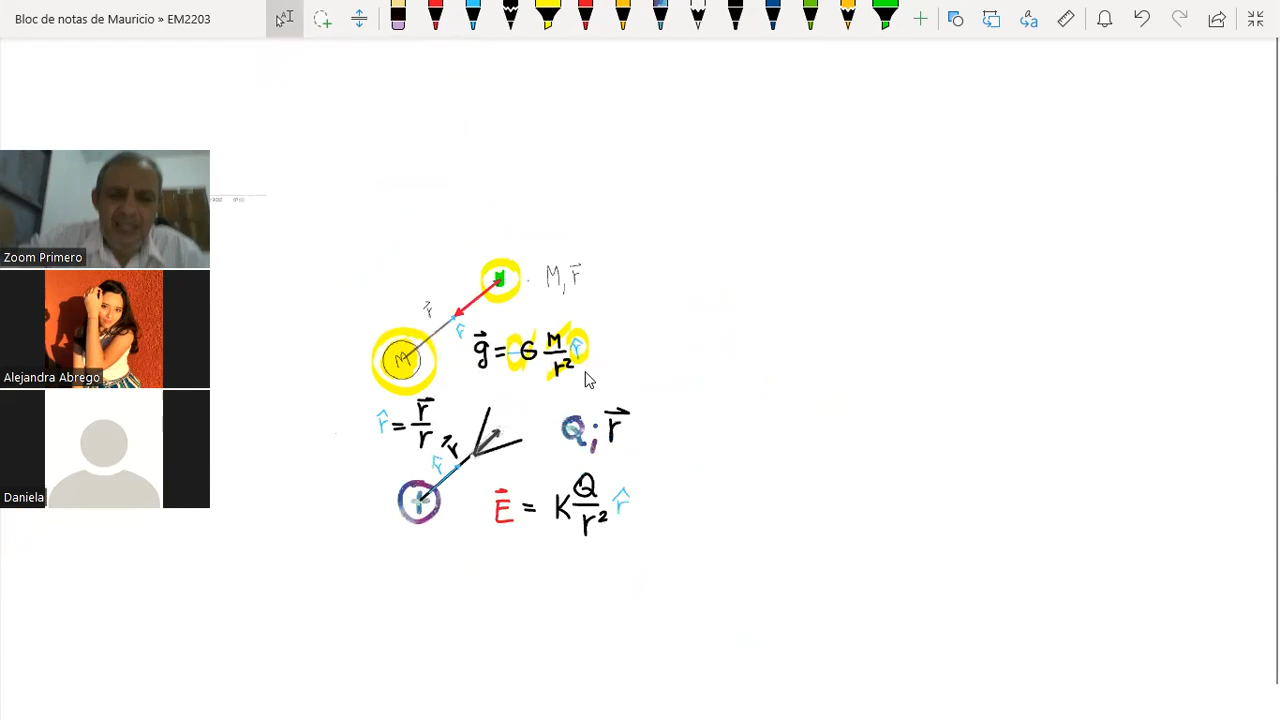 Bloc de notas de Mauricio » EM2203
Zoom Primero
Alejandra Abrego
Daniela
M, r⃗
r⃗
r̂
M
g⃗ = -G M/r² r̂
r̂ = r⃗/r
r⃗
r̂
Q; r⃗
+
E⃗ = K Q/r² r̂